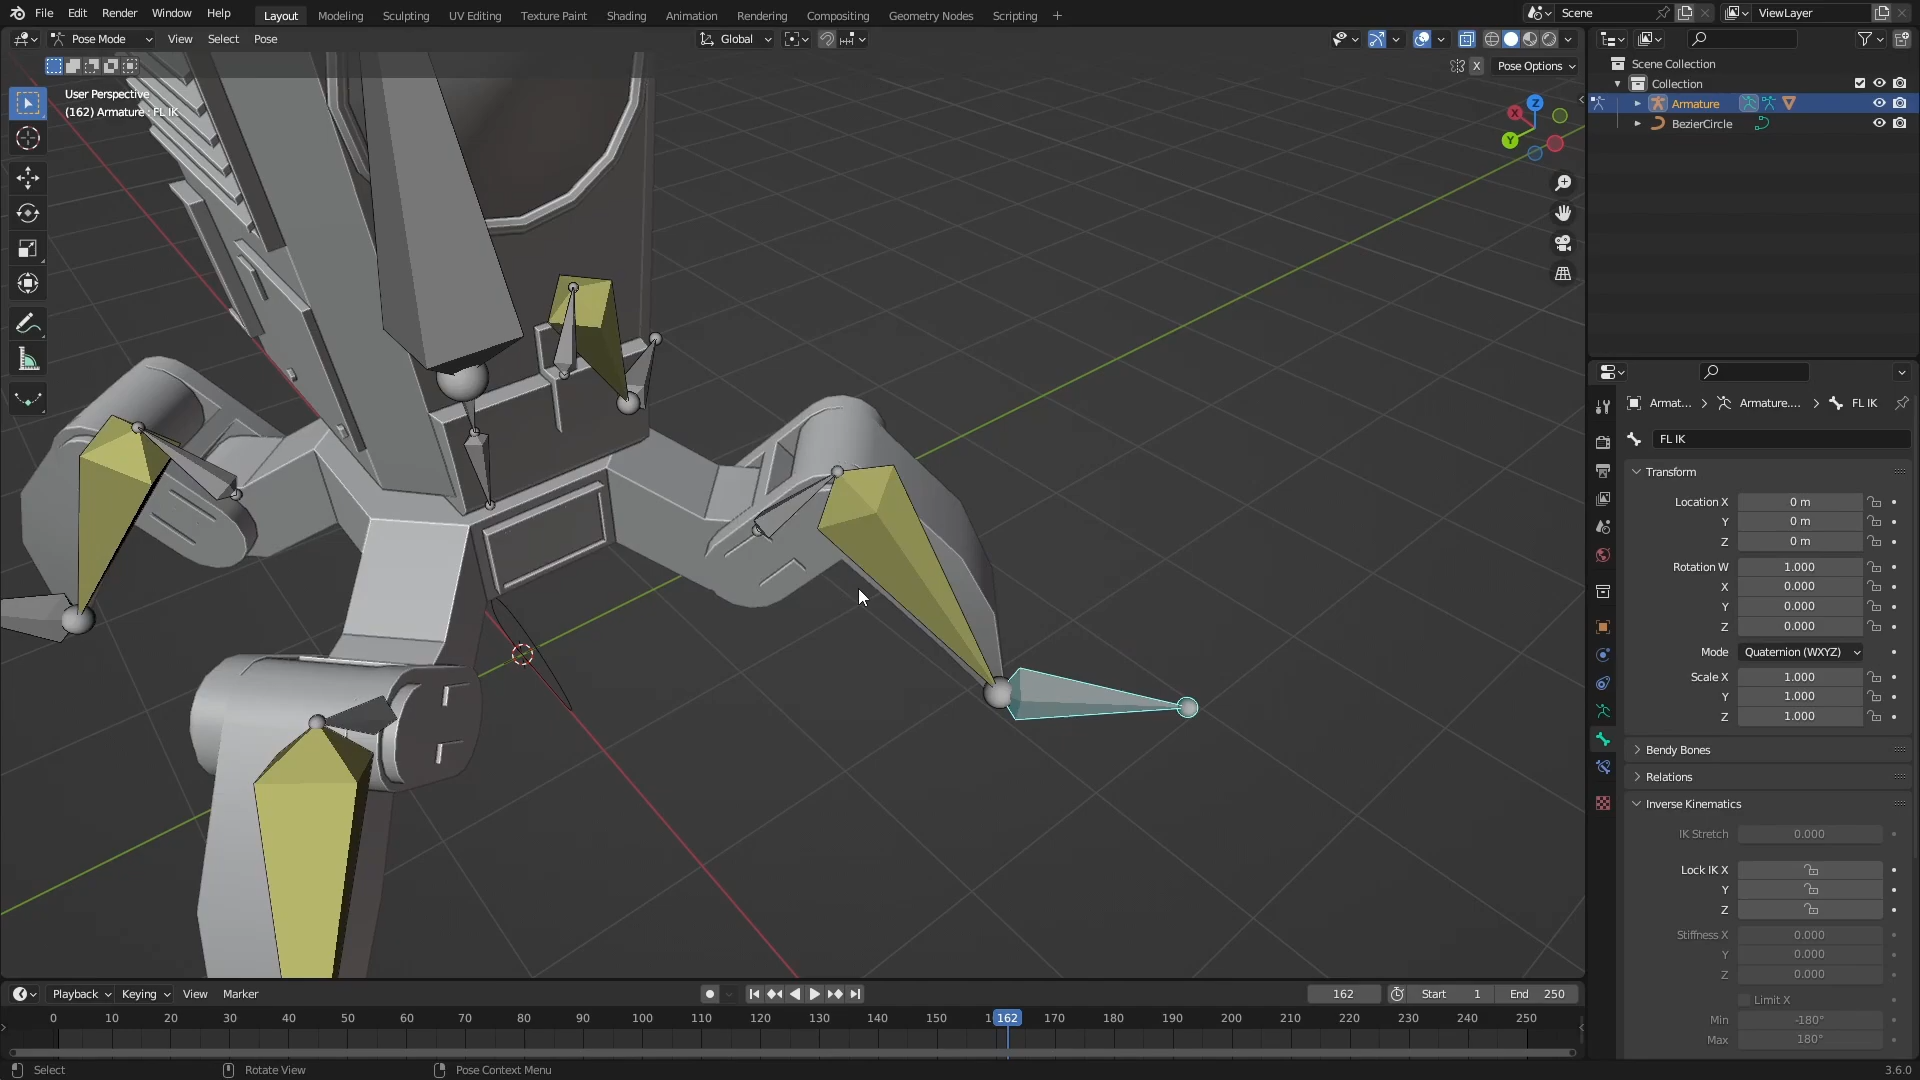 File Edit Render Window Help Layout Modeling Sculpting UV Editing Texture Paint Shading Animation Rendering Compositing Geometry Nodes Scripting + Scene ViewLayer
Pose Mode View Select Pose Global
X Pose Options
User Perspective
(162) Armature : FL IK
X Z Y
Scene Collection
Collection
Armature
BezierCircle
Armat... Armature.... FL IK
FL IK
Transform
Location X 0 m
Y 0 m
Z 0 m
Rotation W 1.000
X 0.000
Y 0.000
Z 0.000
Mode Quaternion (WXYZ)
Scale X 1.000
Y 1.000
Z 1.000
Bendy Bones
Relations
Inverse Kinematics
IK Stretch 0.000
Lock IK X
Y
Z
Stiffness X 0.000
Y 0.000
Z 0.000
Limit X
Min -180°
Max 180°
Playback Keying View Marker 162 Start 1 End 250
0 10 20 30 40 50 60 70 80 90 100 110 120 130 140 150 1 162 170 180 190 200 210 220 230 240 250
Select Rotate View Pose Context Menu 3.6.0